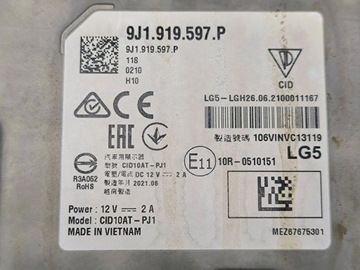 9J1.919.597.P
9J1.919.597.P
11S
0210
H10
CID
LG5-LGH26.06.2100011167
製造號碼 106VINVC13119
LG5
EAC
汽車用顯示器
型號 CID10AT-PJ1
電壓/電流 DC 12 V ⎓ 2 A
製造年月 2021.06
越南製造
R3A062
RoHS
E11 10R-0510151
Power: 12 V ⎓ 2 A
Model: CID10AT-PJ1
MADE IN VIETNAM
MEZ67675301